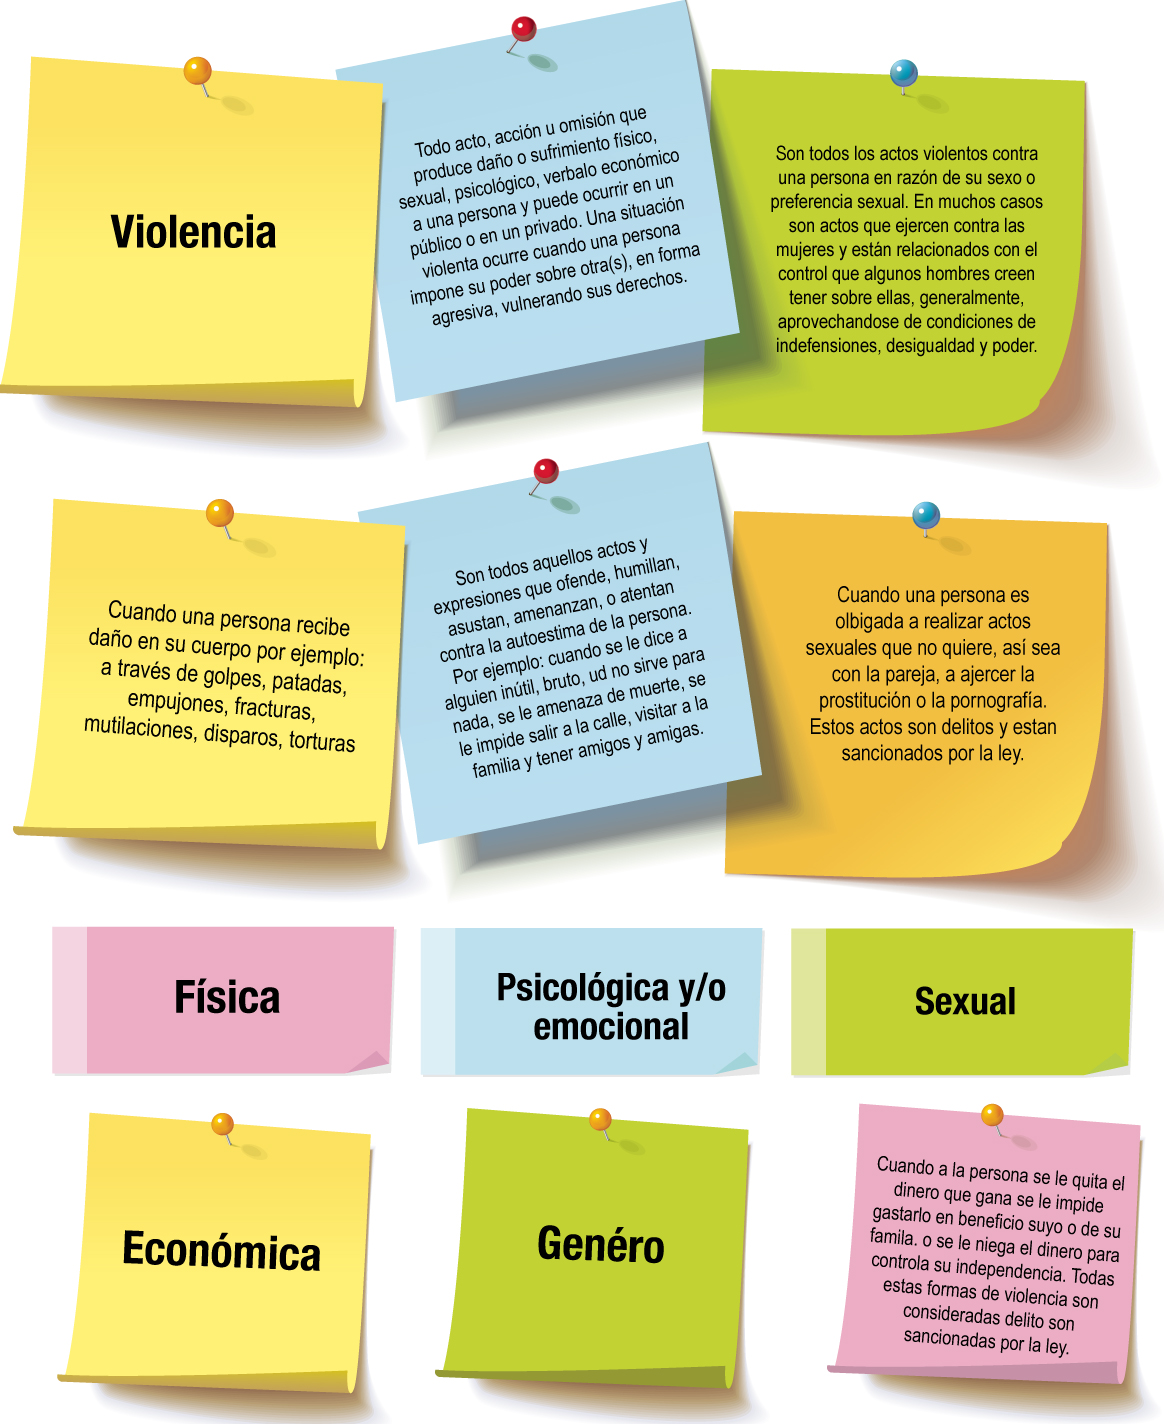 Violencia
Todo acto, acción u omisión que
produce daño o sufrimiento físico,
sexual, psicológico, verbalo económico
a una persona y puede ocurrir en un
público o en un privado. Una situación
violenta ocurre cuando una persona
impone su poder sobre otra(s), en forma
agresiva, vulnerando sus derechos.
Son todos los actos violentos contra
una persona en razón de su sexo o
preferencia sexual. En muchos casos
son actos que ejercen contra las
mujeres y están relacionados con el
control que algunos hombres creen
tener sobre ellas, generalmente,
aprovechandose de condiciones de
indefensiones, desigualdad y poder.
Cuando una persona recibe
daño en su cuerpo por ejemplo:
a través de golpes, patadas,
empujones, fracturas,
mutilaciones, disparos, torturas
Son todos aquellos actos y
expresiones que ofende, humillan,
asustan, amenanzan, o atentan
contra la autoestima de la persona.
Por ejemplo: cuando se le dice a
alguien inútil, bruto, ud no sirve para
nada, se le amenaza de muerte, se
le impide salir a la calle, visitar a la
familia y tener amigos y amigas.
Cuando una persona es
olbigada a realizar actos
sexuales que no quiere, así sea
con la pareja, a ajercer la
prostitución o la pornografía.
Estos actos son delitos y estan
sancionados por la ley.
Física
Psicológica y/o
emocional
Sexual
Económica
Genéro
Cuando a la persona se le quita el
dinero que gana se le impide
gastarlo en beneficio suyo o de su
famila. o se le niega el dinero para
controla su independencia. Todas
estas formas de violencia son
consideradas delito son
sancionadas por la ley.